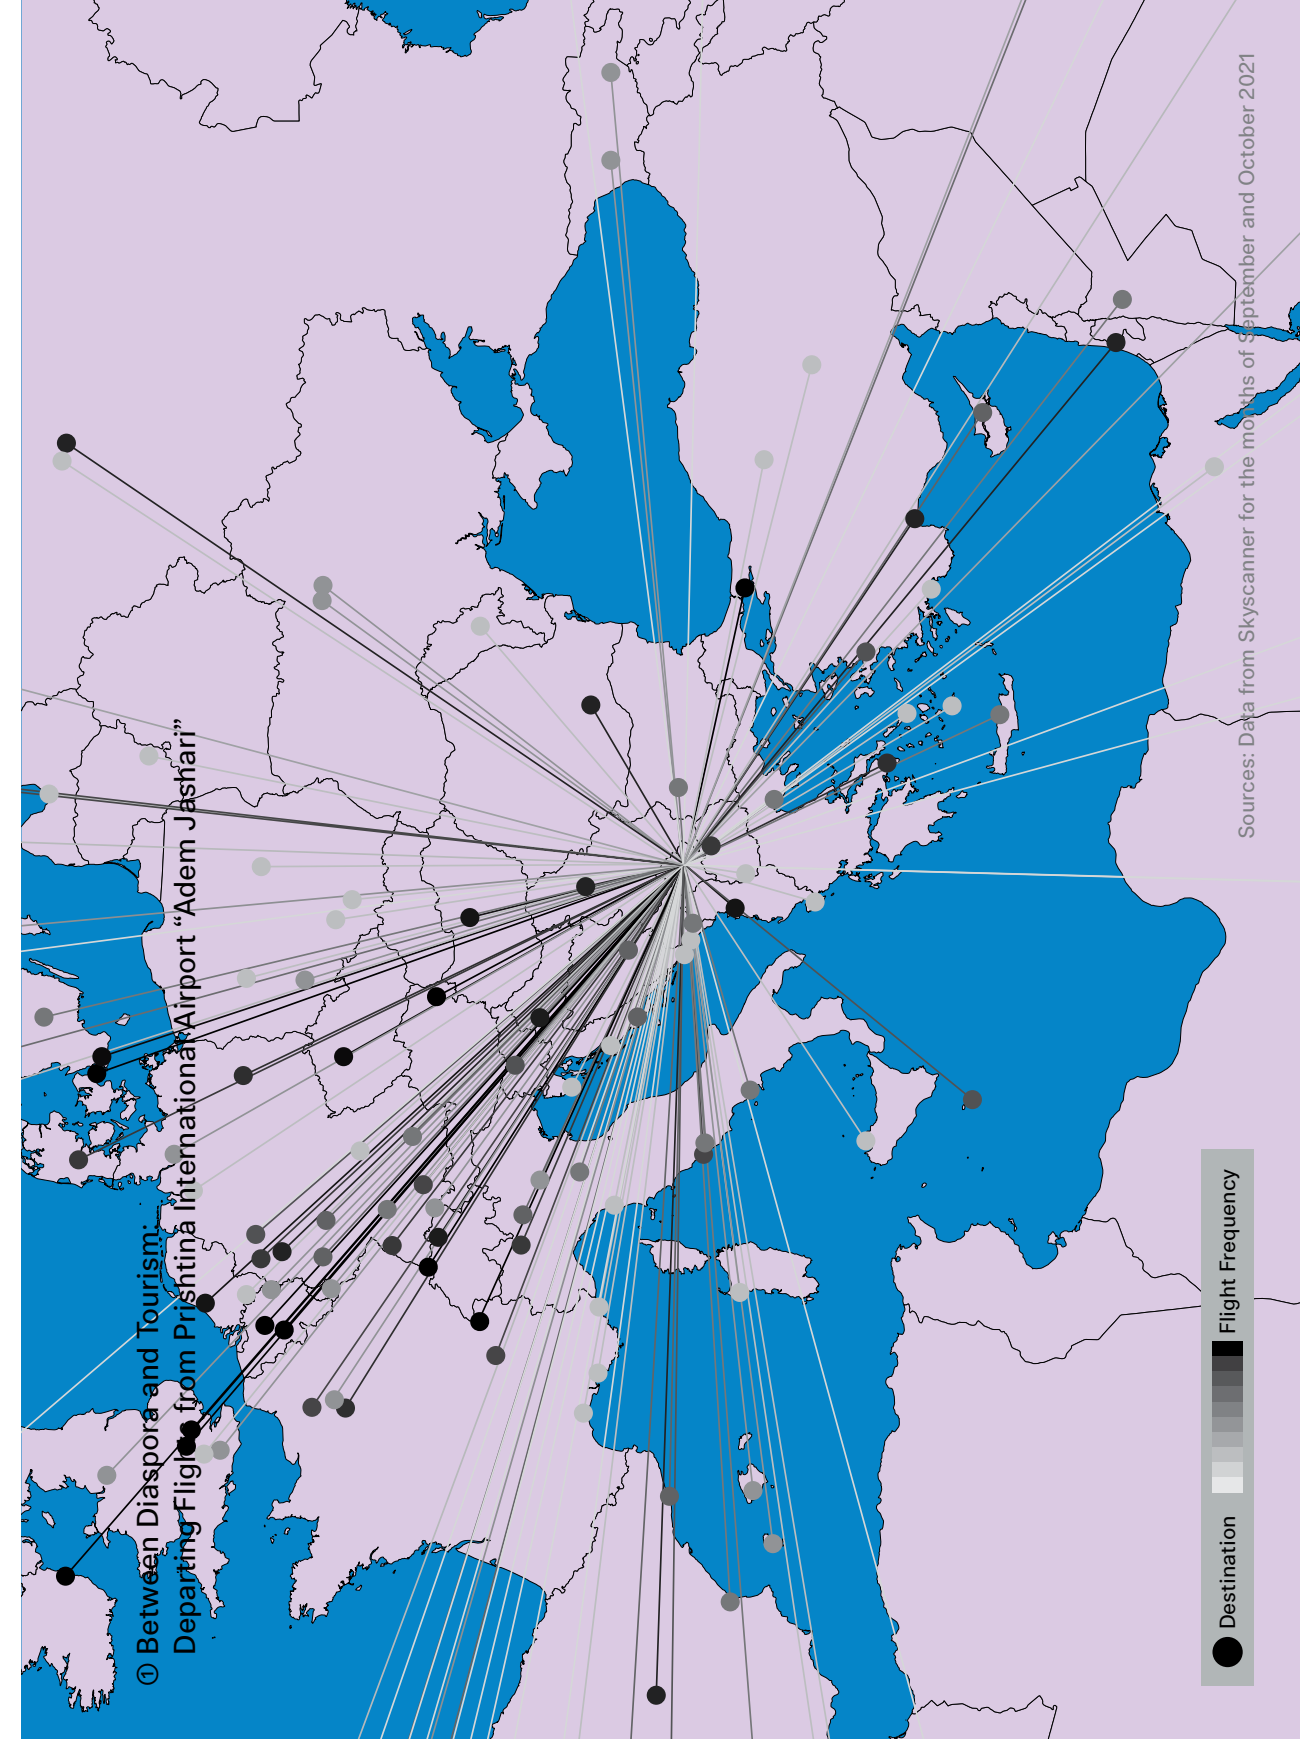 ① Between Diaspora and Tourism:
Departing Flights from Prishtina International Airport “Adem Jashari”
Destination
Flight Frequency
Sources: Data from Skyscanner for the months of September and October 2021